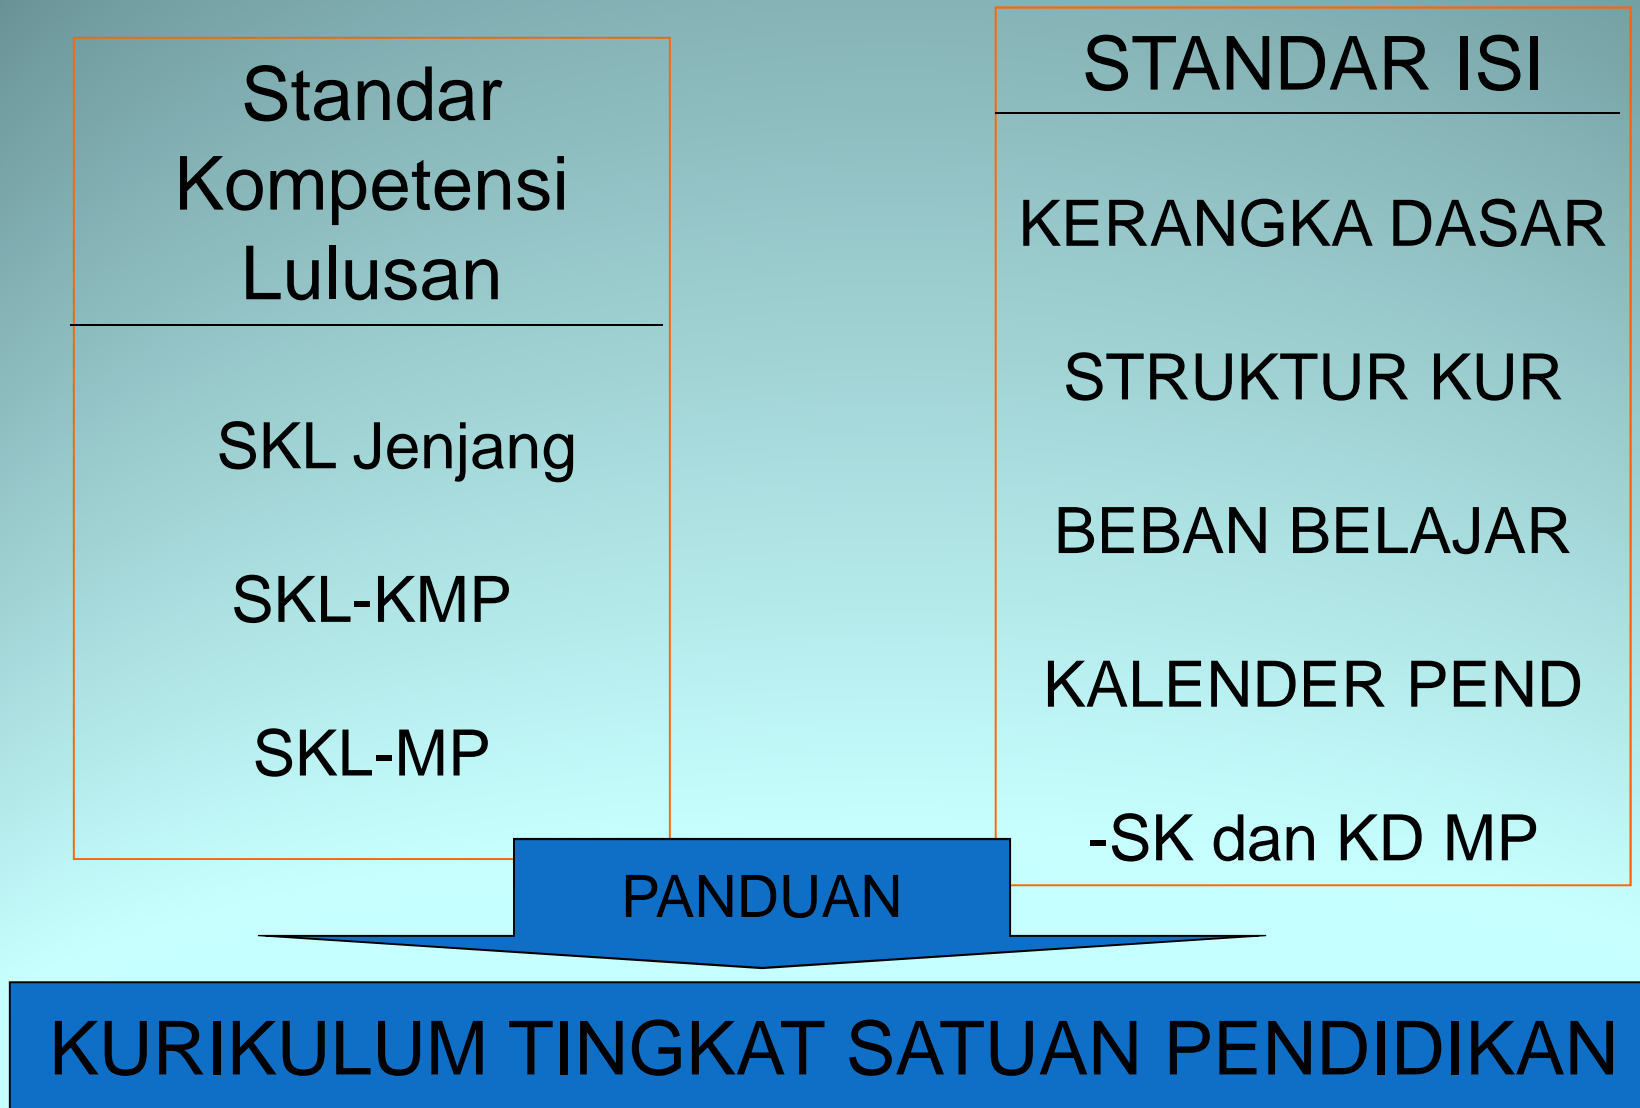 Standar
Kompetensi
Lulusan
SKL Jenjang
SKL-KMP
SKL-MP
STANDAR ISI
KERANGKA DASAR
STRUKTUR KUR
BEBAN BELAJAR
KALENDER PEND
-SK dan KD MP
PANDUAN
KURIKULUM TINGKAT SATUAN PENDIDIKAN